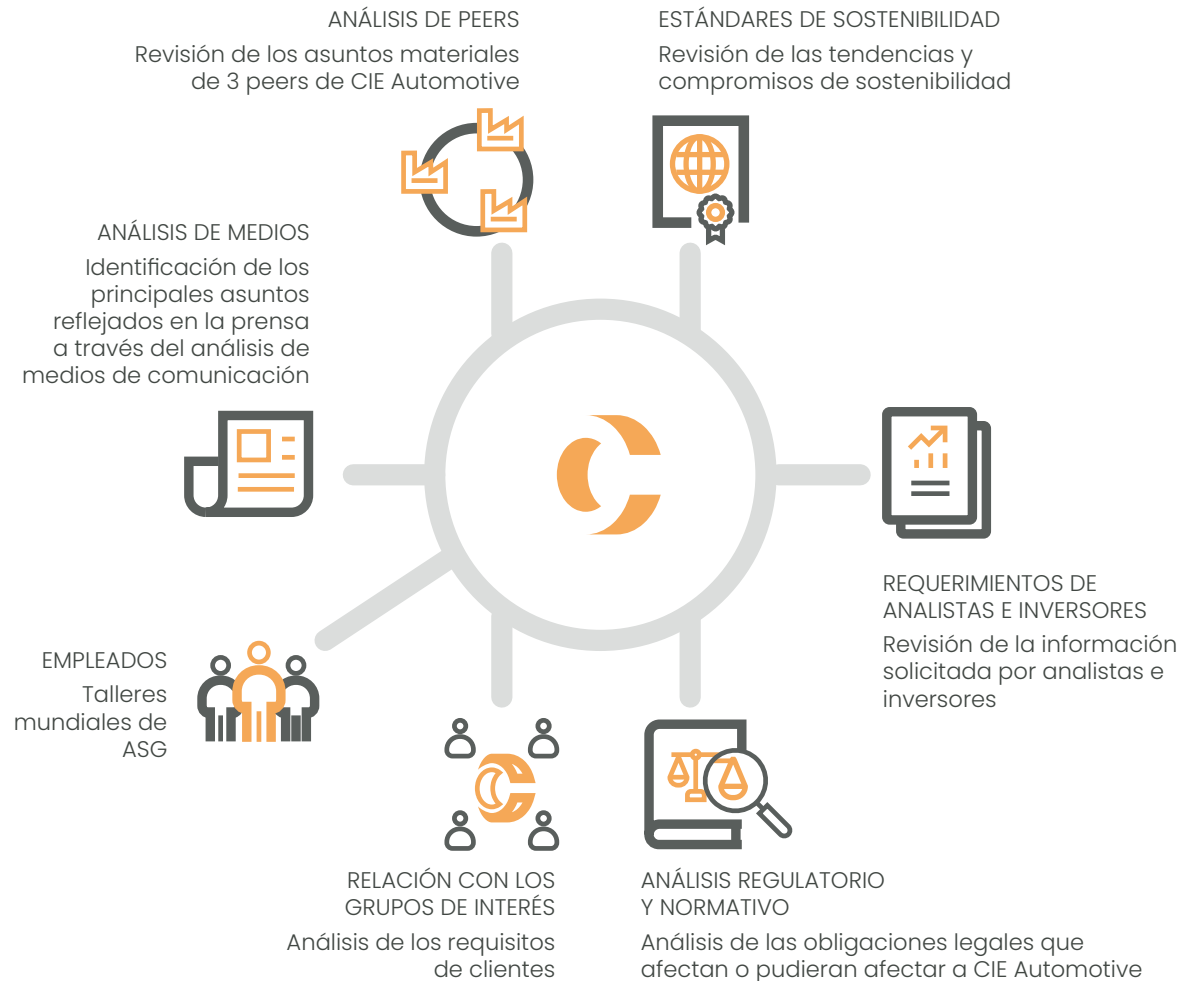 ANÁLISIS DE PEERS
Revisión de los asuntos materiales
de 3 peers de CIE Automotive
ESTÁNDARES DE SOSTENIBILIDAD
Revisión de las tendencias y
compromisos de sostenibilidad
ANÁLISIS DE MEDIOS
Identificación de los
principales asuntos
reflejados en la prensa
a través del análisis de
medios de comunicación
REQUERIMIENTOS DE
ANALISTAS E INVERSORES
Revisión de la información
solicitada por analistas e
inversores
EMPLEADOS
Talleres
mundiales de
ASG
RELACIÓN CON LOS
GRUPOS DE INTERÉS
Análisis de los requisitos
de clientes
ANÁLISIS REGULATORIO
Y NORMATIVO
Análisis de las obligaciones legales que
afectan o pudieran afectar a CIE Automotive